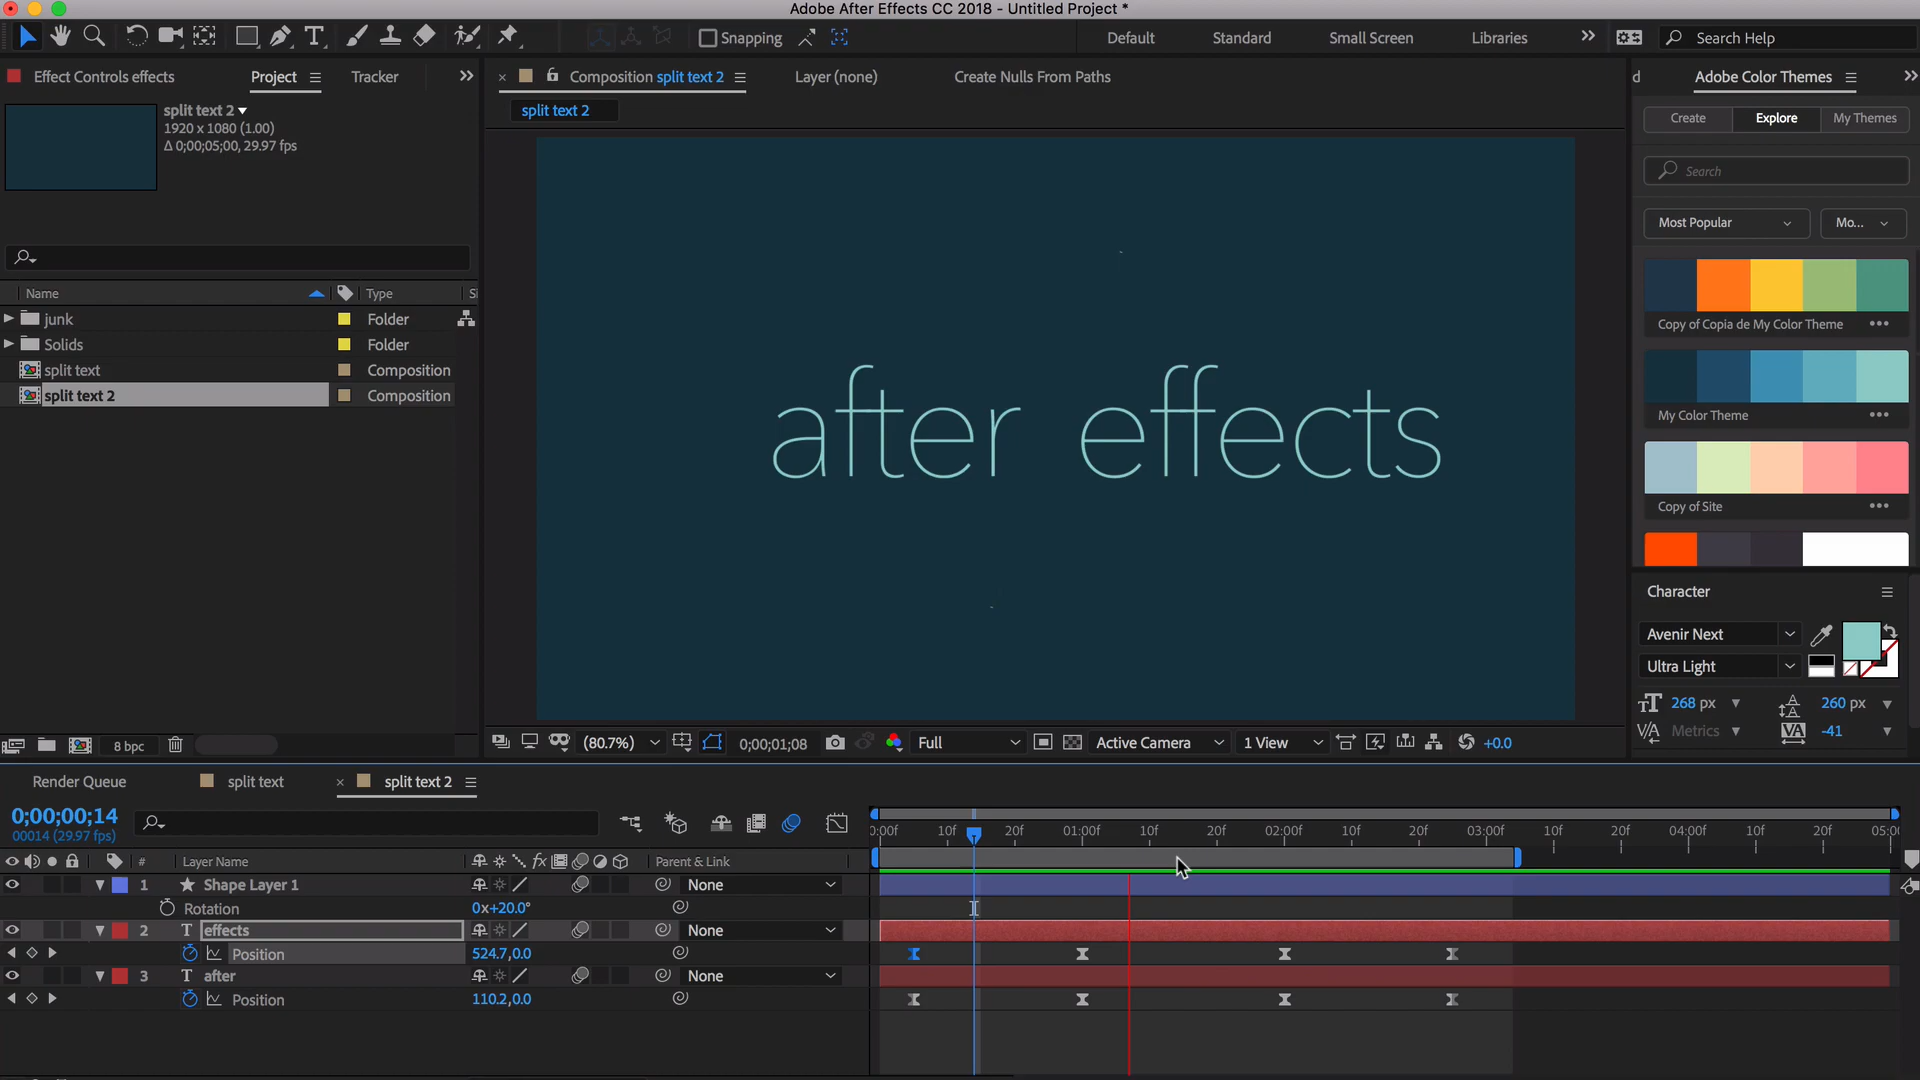 Adobe After Effects CC 2018 - Untitled Project *
Snapping
Default
Standard
Small Screen
Libraries
Search Help
Effect Controls effects
Project
Tracker
Composition split text 2
Layer (none)
Create Nulls From Paths
Adobe Color Themes
split text 2
1920 x 1080 (1.00)
Δ 0;00;05;00, 29.97 fps
split text 2
Create
Explore
My Themes
Search
Most Popular
Mo...
Name
Type
junk
Folder
Solids
Folder
split text
Composition
split text 2
Composition
after effects
Copy of Copia de My Color Theme
My Color Theme
Copy of Site
Character
Avenir Next
Ultra Light
268 px
260 px
Metrics
-41
8 bpc
(80.7%)
0;00;01;08
Full
Active Camera
1 View
+0.0
Render Queue
split text
split text 2
0;00;00;14
00014 (29.97 fps)
0:00f 10f 20f 01:00f 10f 20f 02:00f 10f 20f 03:00f 10f 20f 04:00f 10f 20f 05:00
# Layer Name
fx
Parent & Link
1 Shape Layer 1
None
Rotation
0x+20.0°
2 T effects
None
Position
524.7,0.0
3 T after
None
Position
110.2,0.0